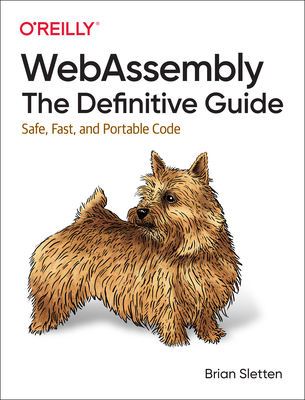 O'REILLY®
WebAssembly
The Definitive Guide
Safe, Fast, and Portable Code
Brian Sletten